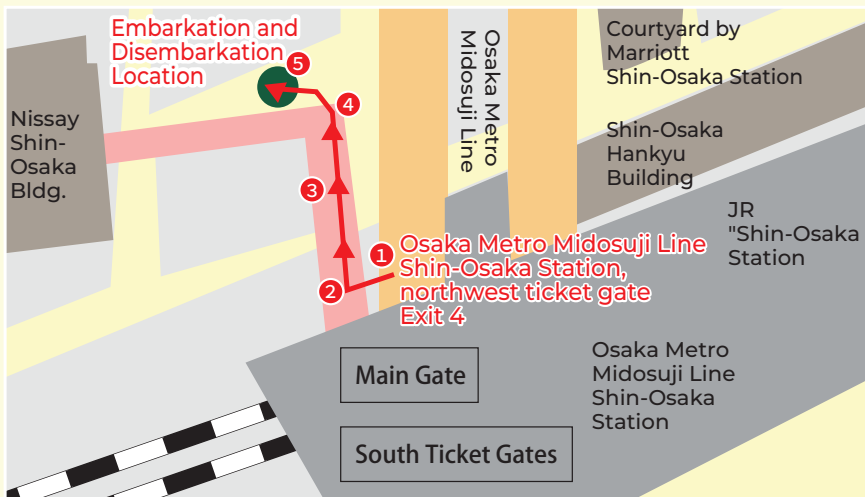 Embarkation and
Disembarkation
Location
5
4
3
2
1
Osaka Metro
Midosuji Line
Courtyard by
Marriott
Shin-Osaka Station
Nissay
Shin-
Osaka
Bldg.
Shin-Osaka
Hankyu
Building
JR
"Shin-Osaka
Station
Osaka Metro Midosuji Line
Shin-Osaka Station,
northwest ticket gate
Exit 4
Main Gate
Osaka Metro
Midosuji Line
Shin-Osaka
Station
South Ticket Gates